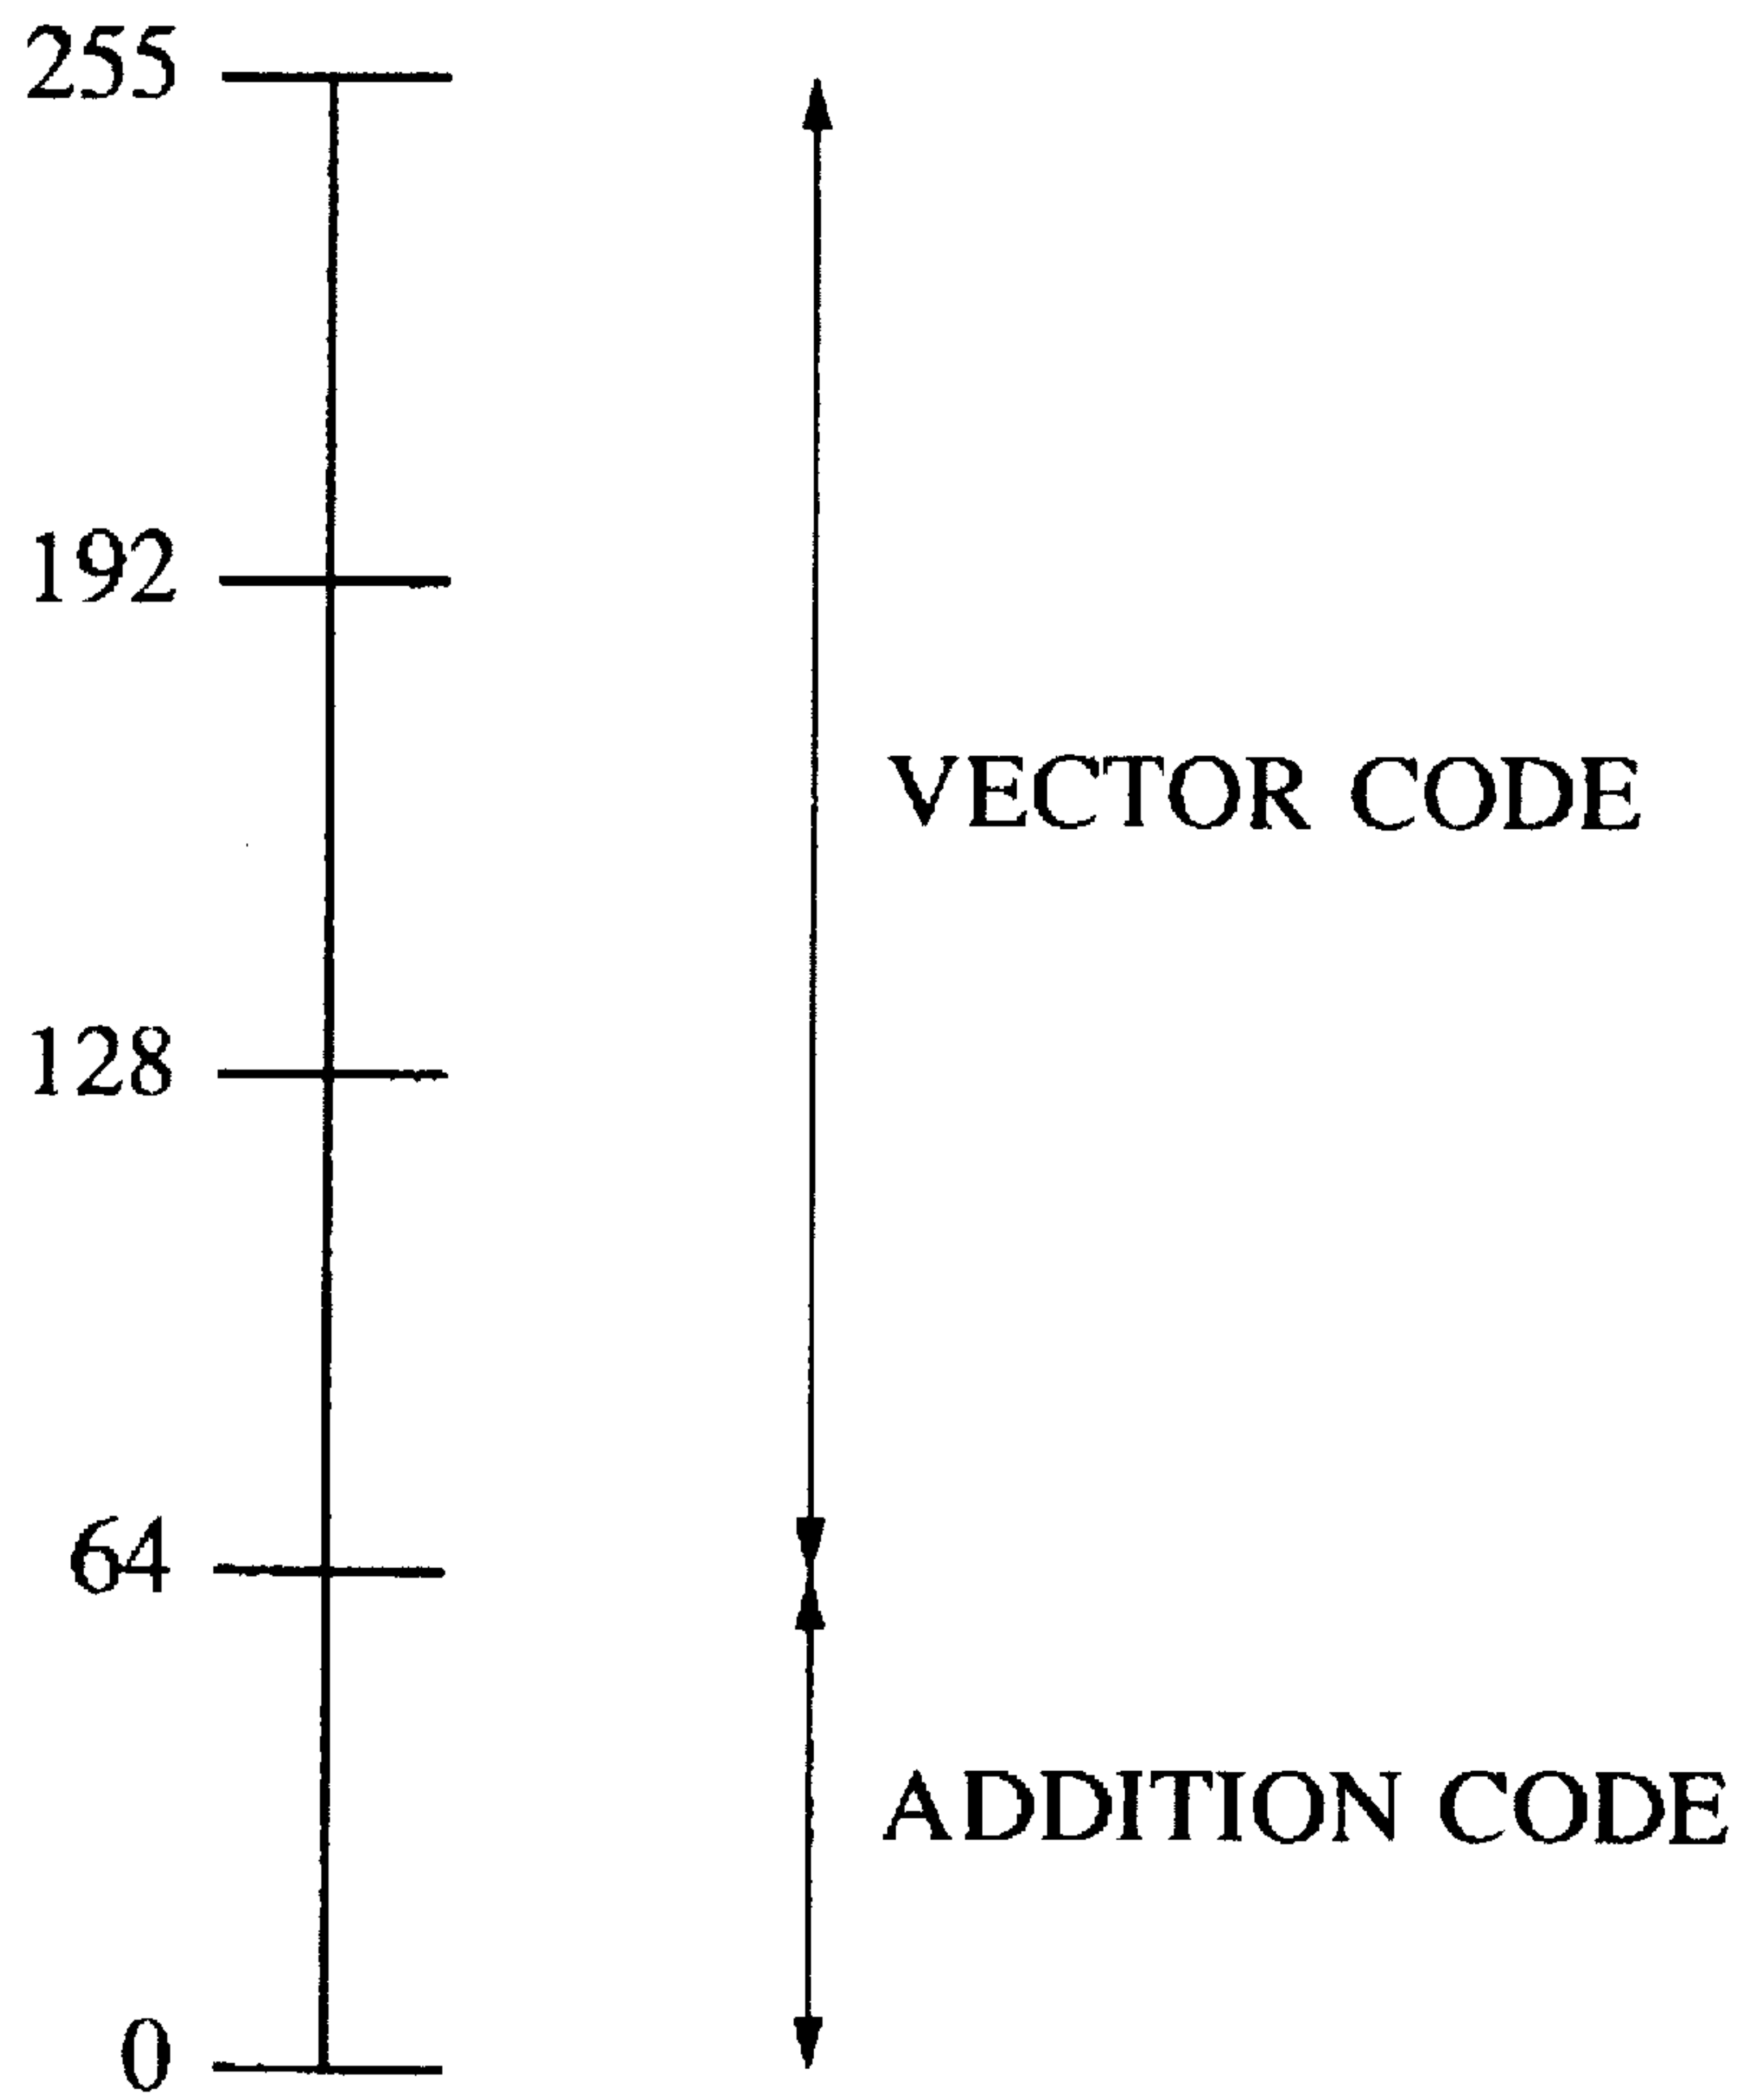 255
192
VECTOR CODE
128
64
ADDITION CODE
0